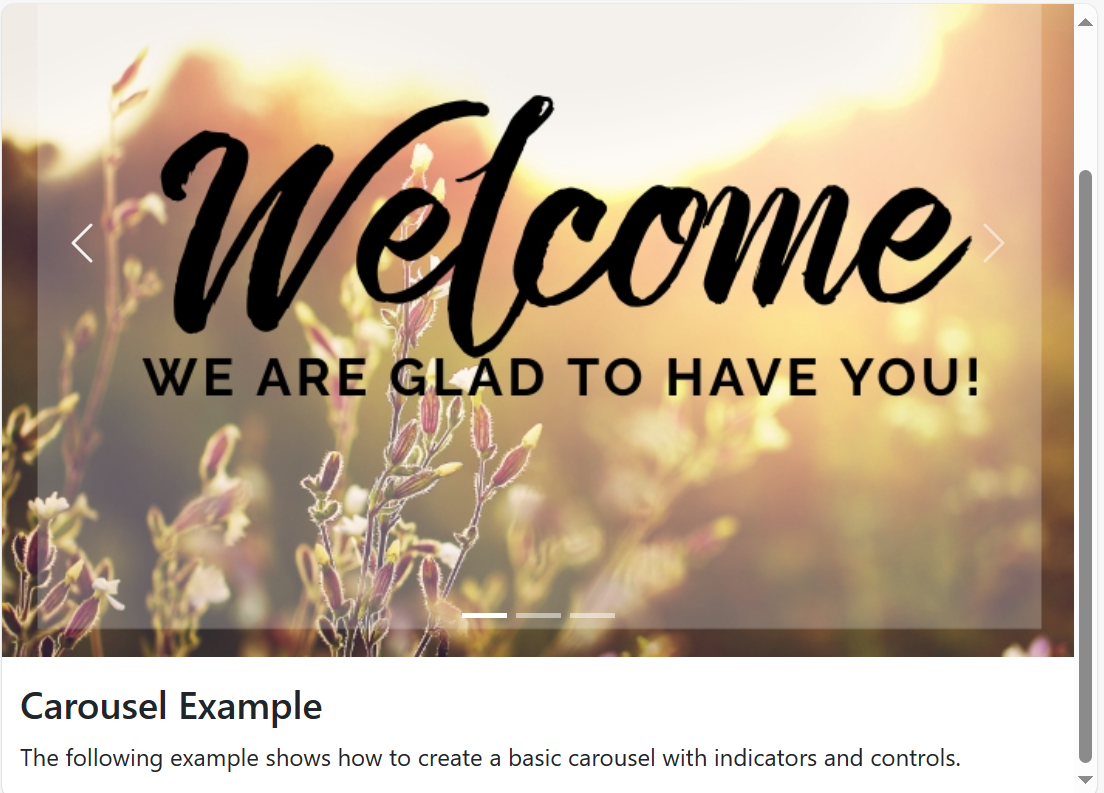 Welcome
WE ARE GLAD TO HAVE YOU!
Carousel Example
The following example shows how to create a basic carousel with indicators and controls.